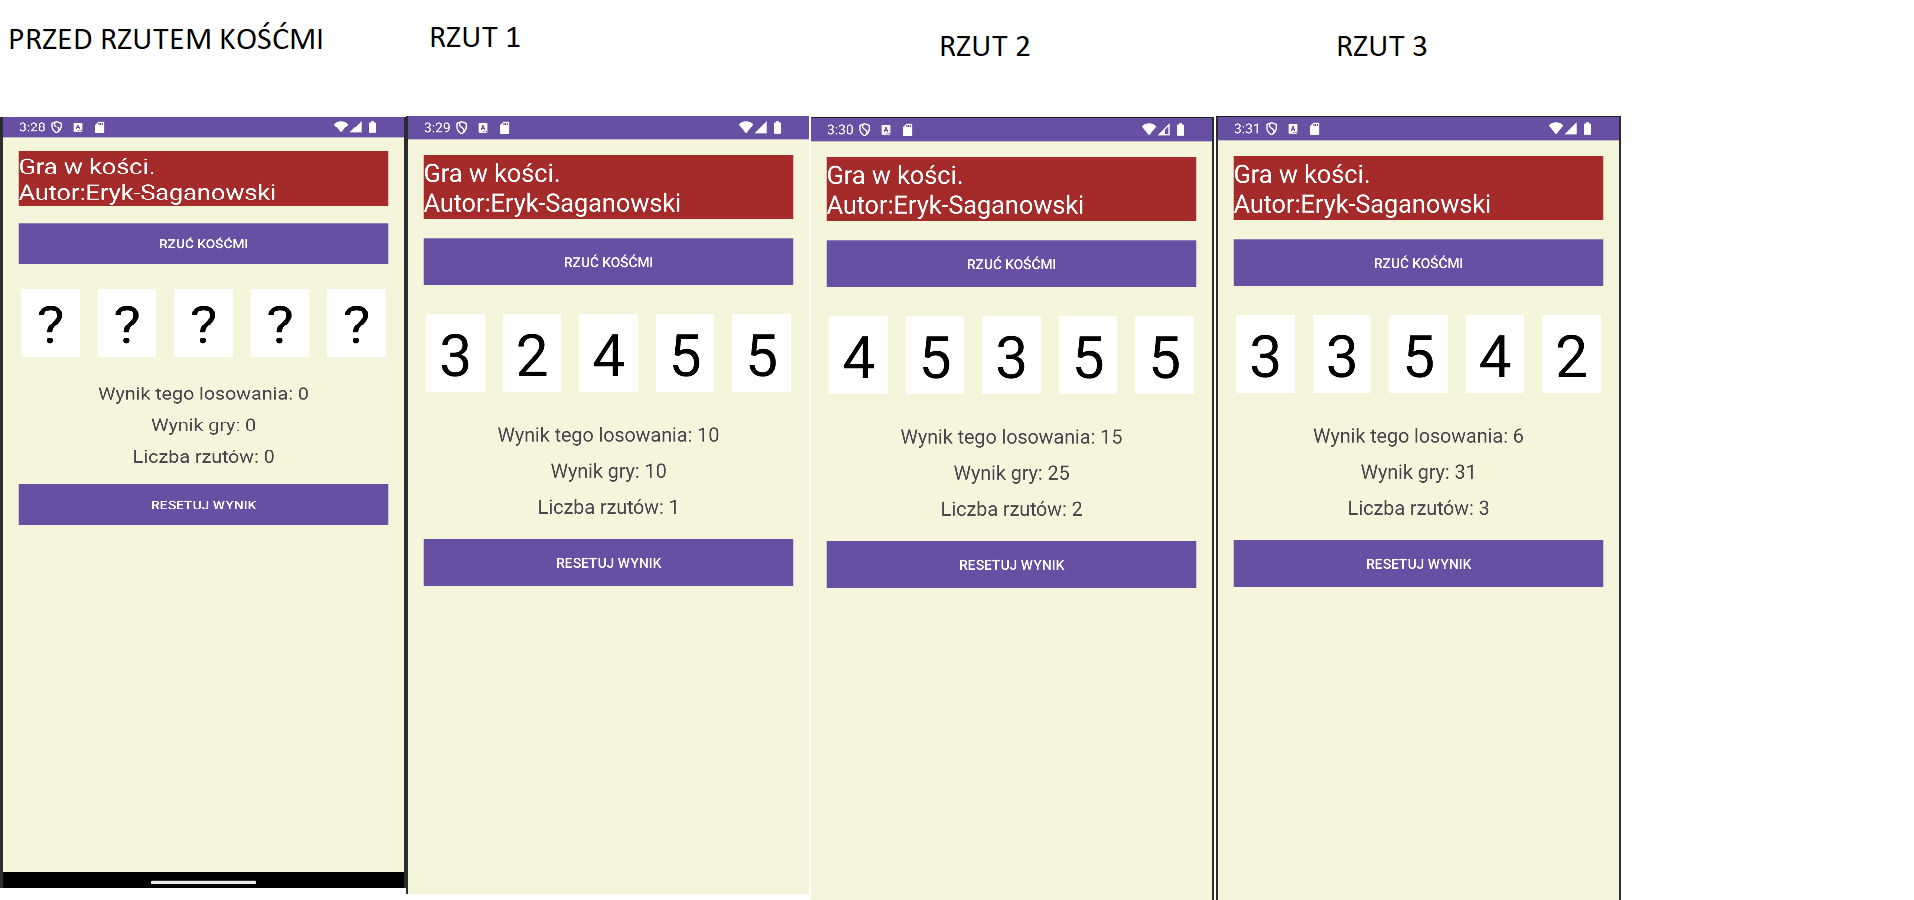 PRZED RZUTEM KOŚĆMI
RZUT 1
RZUT 2
RZUT 3
3:28
Gra w kości.
Autor:Eryk-Saganowski
RZUĆ KOŚĆMI
? ? ? ? ?
Wynik tego losowania: 0
Wynik gry: 0
Liczba rzutów: 0
RESETUJ WYNIK
3:29
Gra w kości.
Autor:Eryk-Saganowski
RZUĆ KOŚĆMI
3 2 4 5 5
Wynik tego losowania: 10
Wynik gry: 10
Liczba rzutów: 1
RESETUJ WYNIK
3:30
Gra w kości.
Autor:Eryk-Saganowski
RZUĆ KOŚĆMI
4 5 3 5 5
Wynik tego losowania: 15
Wynik gry: 25
Liczba rzutów: 2
RESETUJ WYNIK
3:31
Gra w kości.
Autor:Eryk-Saganowski
RZUĆ KOŚĆMI
3 3 5 4 2
Wynik tego losowania: 6
Wynik gry: 31
Liczba rzutów: 3
RESETUJ WYNIK